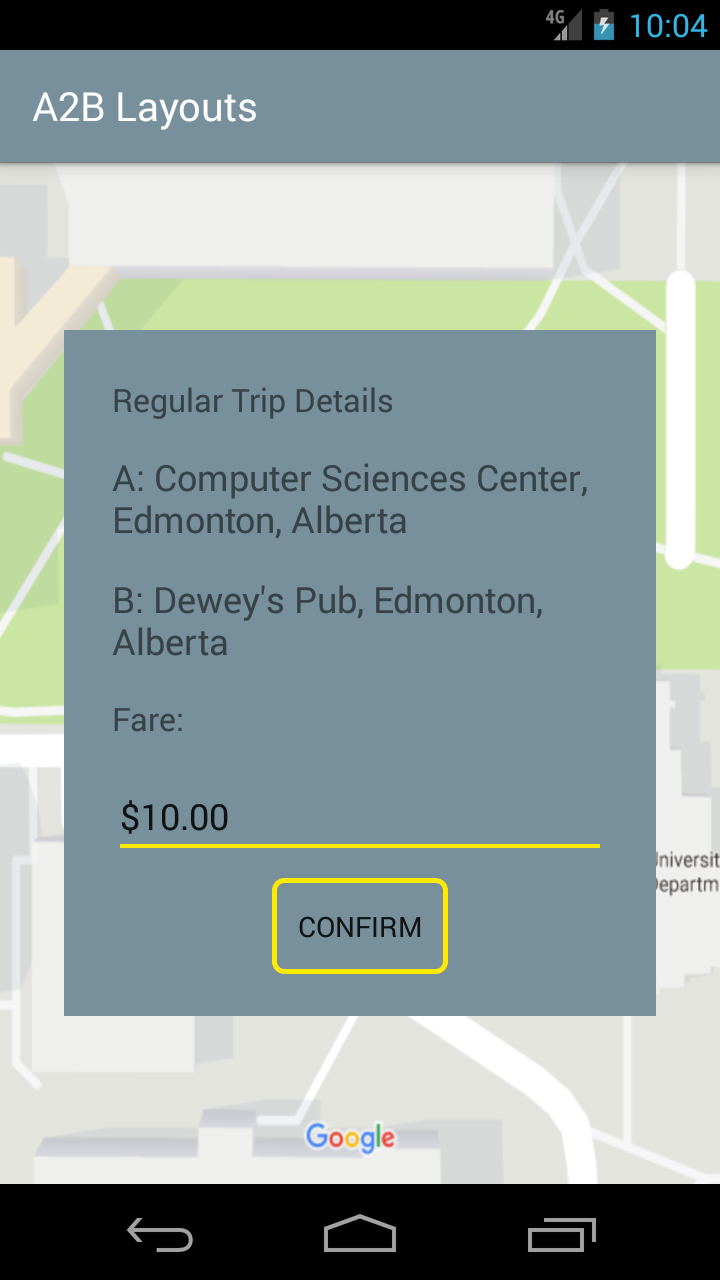 4G 10:04
A2B Layouts
Regular Trip Details
A: Computer Sciences Center,
Edmonton, Alberta
B: Dewey's Pub, Edmonton,
Alberta
Fare:
$10.00
CONFIRM
Google